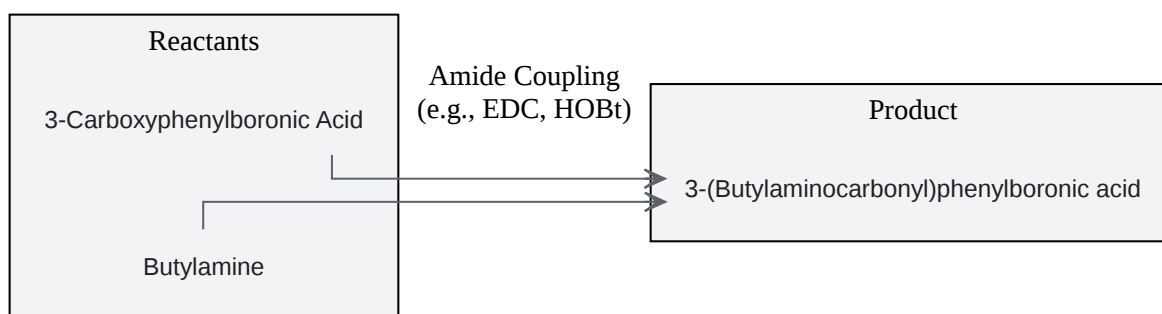 Reactants
3-Carboxyphenylboronic Acid
Butylamine
Amide Coupling
(e.g., EDC, HOBt)
Product
3-(Butylaminocarbonyl)phenylboronic acid